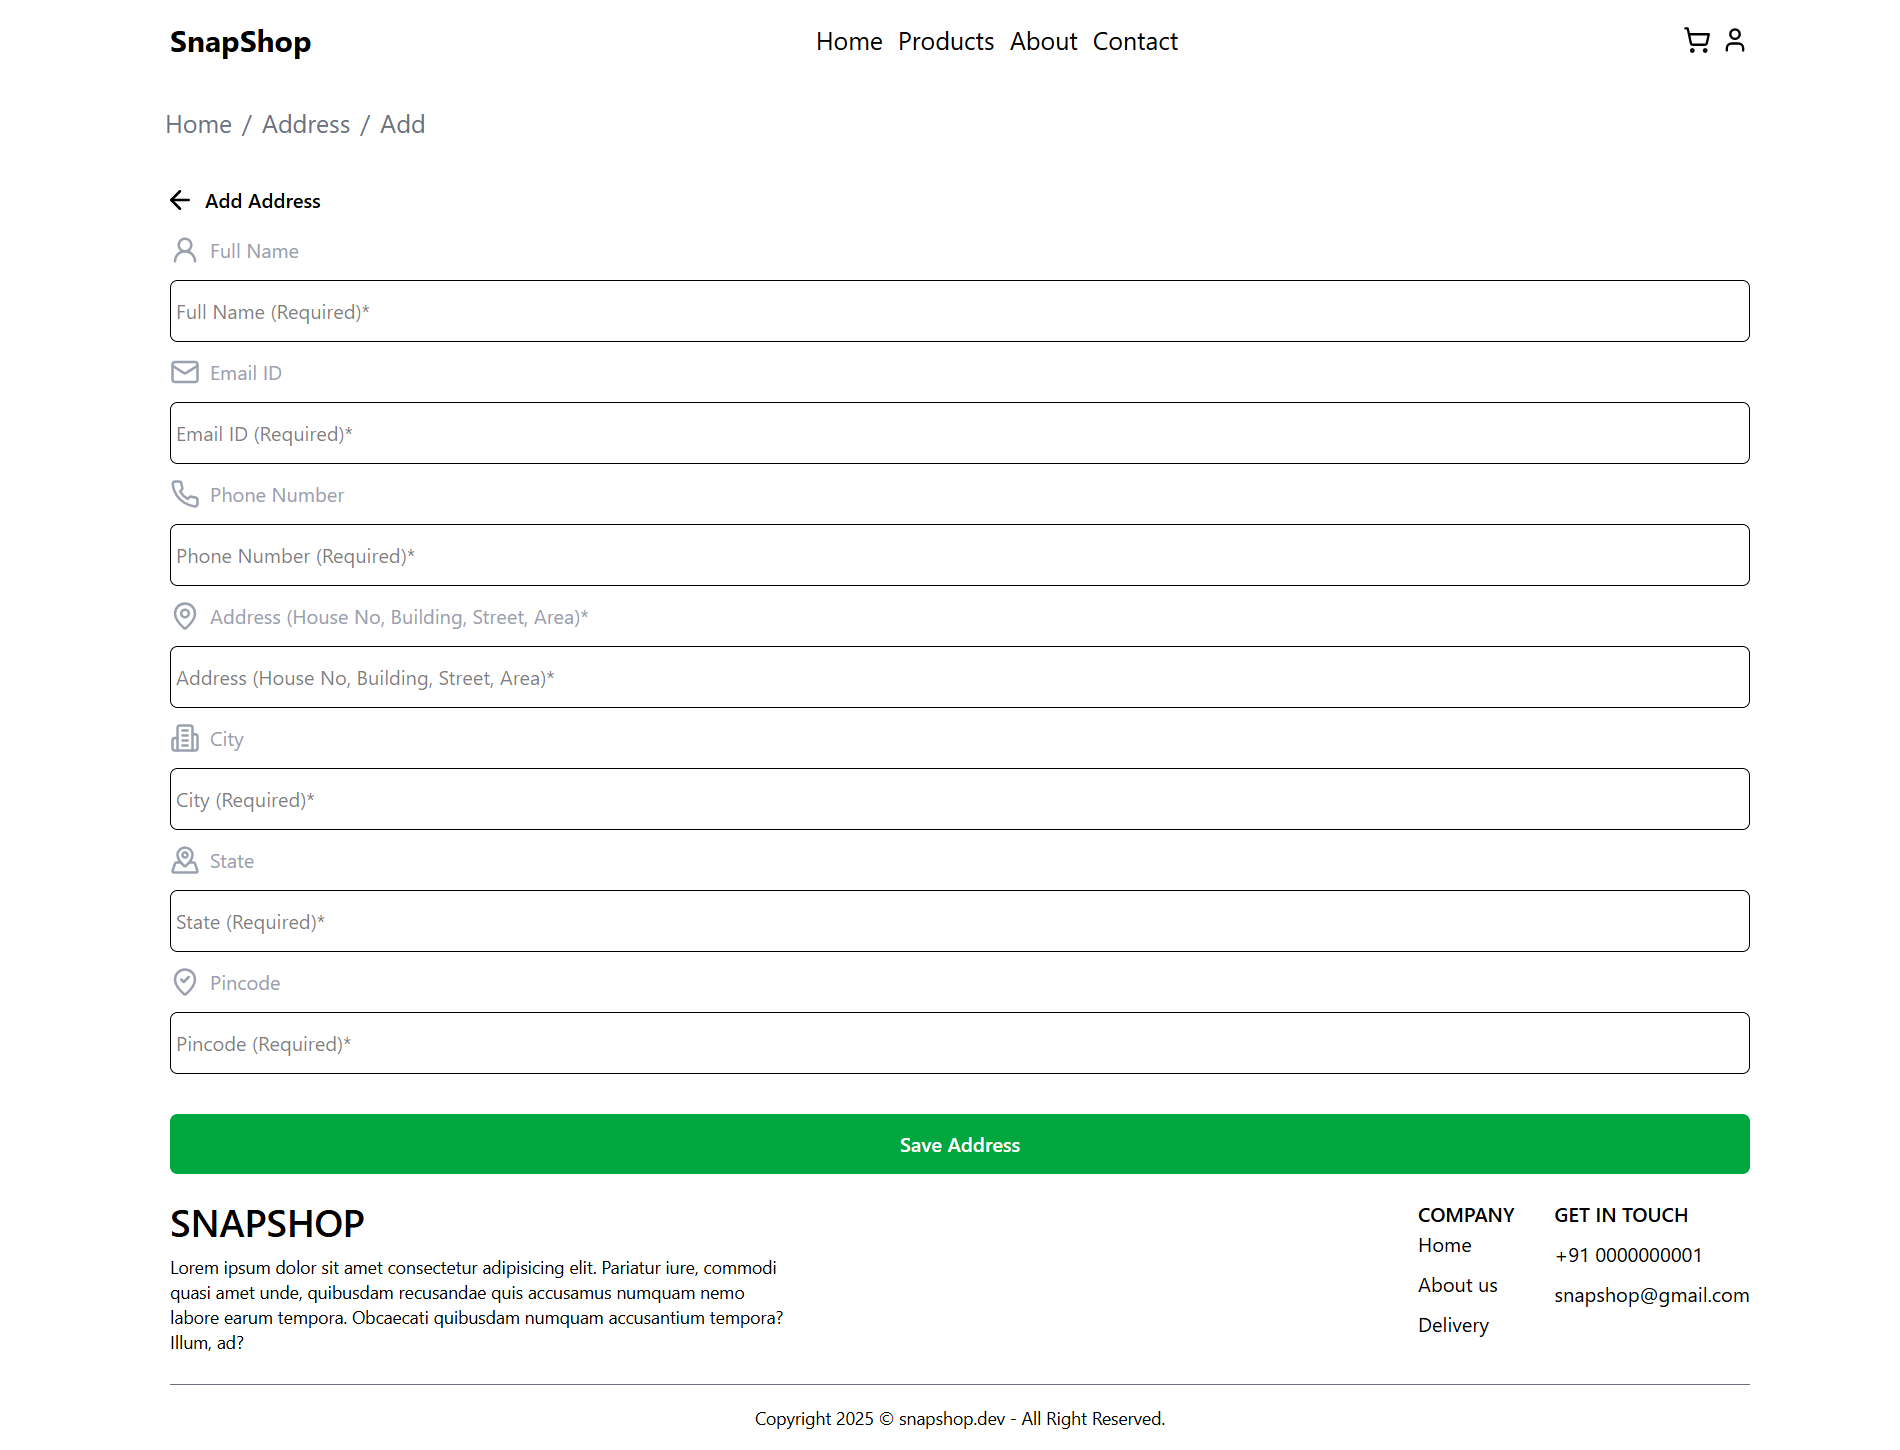 SnapShop
Home Products About Contact
Home / Address / Add
Add Address
Full Name
Full Name (Required)*
Email ID
Email ID (Required)*
Phone Number
Phone Number (Required)*
Address (House No, Building, Street, Area)*
Address (House No, Building, Street, Area)*
City
City (Required)*
State
State (Required)*
Pincode
Pincode (Required)*
Save Address
SNAPSHOP
Lorem ipsum dolor sit amet consectetur adipisicing elit. Pariatur iure, commodi
quasi amet unde, quibusdam recusandae quis accusamus numquam nemo
labore earum tempora. Obcaecati quibusdam numquam accusantium tempora?
Illum, ad?
COMPANY
Home
About us
Delivery
GET IN TOUCH
+91 0000000001
snapshop@gmail.com
Copyright 2025 © snapshop.dev - All Right Reserved.